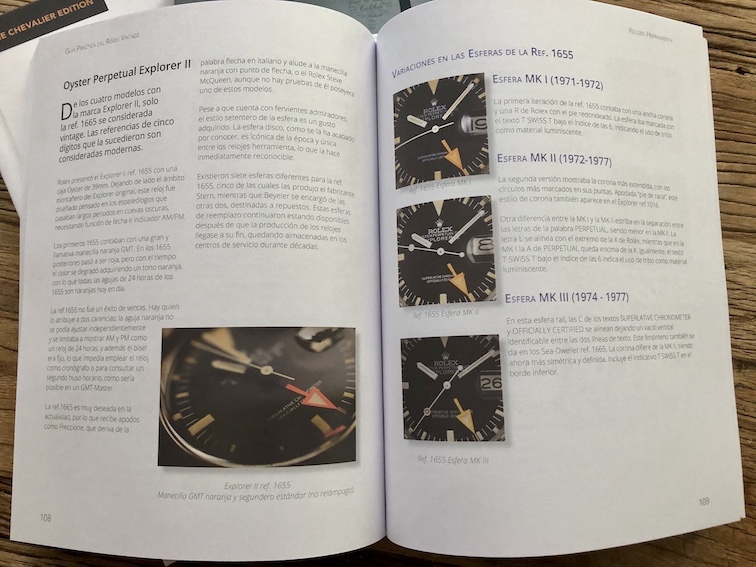 E CHEVALIER EDITION
Guía Práctica del Rolex Vintage
Oyster Perpetual Explorer II
De los cuatro modelos con
la marca Explorer II, solo
la ref. 1665 se considera
vintage. Las referencias de cinco
dígitos que la sucedieron son
consideradas modernas.
Rolex presentó el Explorer II ref. 1655 con una
caja Oyster de 39mm. Dejando de lado el ámbito
montañero de Explorer original, este reloj fue
diseñado pensado en los espeleólogos que
pasaban largos periodos en cuevas oscuras,
necesitando función de fecha e indicador AM/PM.
Los primeros 1655 contaban con una gran y
llamativa manecilla naranja GMT. En los 1655
posteriores pasó a ser roja, pero con el tiempo
el color se degradó adquiriendo un tono naranja,
con lo que todas las agujas de 24 horas de los
1655 son naranjas hoy en día.
La ref.1665 no fue un éxito de ventas. Hay quien
lo atribuye a dos carencias: la aguja naranja no
se podía ajustar independientemente
y se limitaba a mostrar AM y PM como
un reloj de 24 horas, y además el bisel
era fijo, lo que impedía emplear el reloj
como cronógrafo o para consultar un
segundo huso horario, como sería
posible en un GMT-Master.
La ref.1665 es muy deseada en la
actualidad, por lo que recibe apodos
como Freccione, que deriva de la
palabra flecha en italiano y alude a la manecilla
naranja con punto de flecha, o el Rolex Steve
McQueen, aunque no hay pruebas de él poseyera
uno de estos modelos.
Pese a que cuenta con fervientes admiradores,
el estilo setentero de la esfera es un gusto
adquirido. La esfera disco, como se la ha acabado
por conocer, es icónica de la época y única
entre los relojes herramienta, lo que la hace
inmediatamente reconocible.
Existieron siete esferas diferentes para la ref.
1655, cinco de las cuales las produjo el fabricante
Stern, mientras que Beyeler se encargó de las
otras dos, destinadas a repuestos. Estas esferas
de reemplazo continuaron estando disponibles
después de que la producción de los relojes
llegase a su fin, quedando almacenadas en los
centros de servicio durante décadas.
Explorer II ref. 1655
Manecilla GMT naranja y segundero estándar (no relámpago).
108
Relojes Herramienta
Variaciones en las Esferas de la Ref. 1655
ROLEX
19
ref. 1655 Esfera MK I
Esfera MK I (1971-1972)
La primera iteración de la ref. 1655 contaba con una ancha corona
y una R de Rolex con el pie redondeado. La esfera iba marcada con
el texto T SWISS T bajo el índice de las 6, indicando el uso de tritio
como material luminiscente.
ROLEX
8
ref. 1655 Esfera MK II
Esfera MK II (1972-1977)
La segunda versión mostraba la corona más extendida, con los
círculos más marcados en sus puntas. Apodada "pie de rana", este
estilo de corona también aparece en el Explorer ref.1016.
Otra diferencia entre la MK I y la MK II estriba en la separación entre
las letras de la palabra PERPETUAL, siendo menor en la MK II. La
letra L se alinea con el extremo de la X de Rolex, mientras que en la
MK I la A de PERPETUAL queda encima de la X. Igualmente, el texto
T SWISS T bajo el índice de las 6 indica el uso de tritio como material
luminiscente.
ROLEX
26
Ref. 1655 Esfera MK III
Esfera MK III (1974 - 1977)
En esta esfera rail, las C de los textos SUPERLATIVE CHRONOMETER
y OFFICIALLY CERTIFIED se alinean dejando un vacío vertical
identificable entre las dos líneas de texto. Este fenómeno también se
dia en los Sea-Dweller ref. 1665. La corona difiere de la MK II, siendo
ahora más simétrica y definida. Incluye el indicativo T SWISS T en el
borde inferior.
109